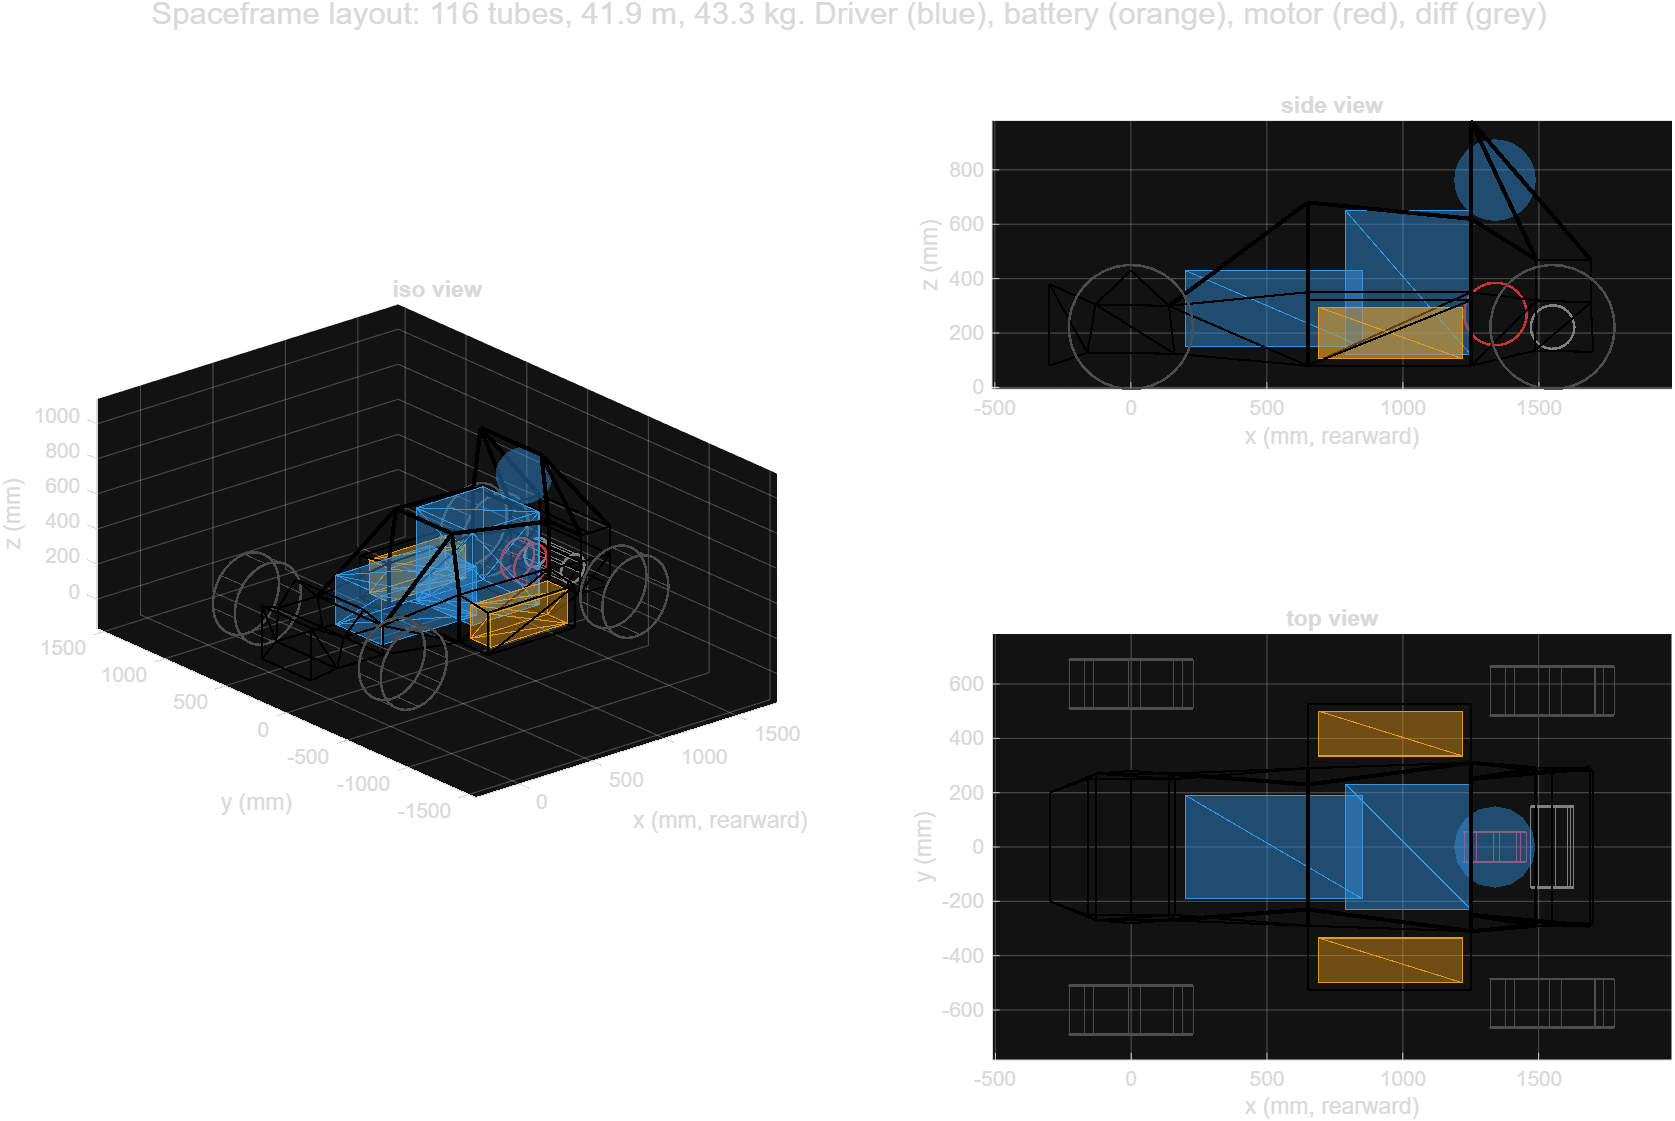 Spaceframe layout: 116 tubes, 41.9 m, 43.3 kg. Driver (blue), battery (orange), motor (red), diff (grey)
iso view
1000
800
600
400
200
0
z (mm)
1500
1000
500
0
-500
-1000
-1500
y (mm)
0
500
1000
1500
x (mm, rearward)
side view
800
600
400
200
0
z (mm)
-500 0 500 1000 1500
x (mm, rearward)
top view
600
400
200
0
-200
-400
-600
y (mm)
-500 0 500 1000 1500
x (mm, rearward)